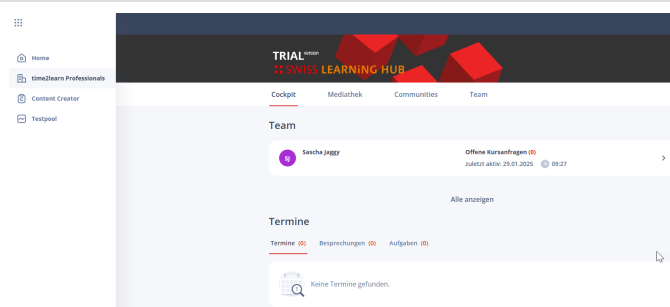 TRIAL version
SWISS LEARNING HUB
Home
time2learn Professionals
Content Creator
Testpool
Cockpit Mediathek Communities Team
Team
SJ Sascha Jaggy Offene Kursanfragen (0)
zuletzt aktiv: 29.01.2025 09:27
Alle anzeigen
Termine
Termine (0) Besprechungen (0) Aufgaben (0)
Keine Termine gefunden.